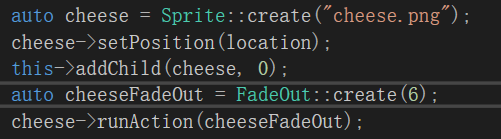 auto cheese = Sprite::create("cheese.png");
cheese->setPosition(location);
this->addChild(cheese, 0);
auto cheeseFadeOut = FadeOut::create(6);
cheese->runAction(cheeseFadeOut);